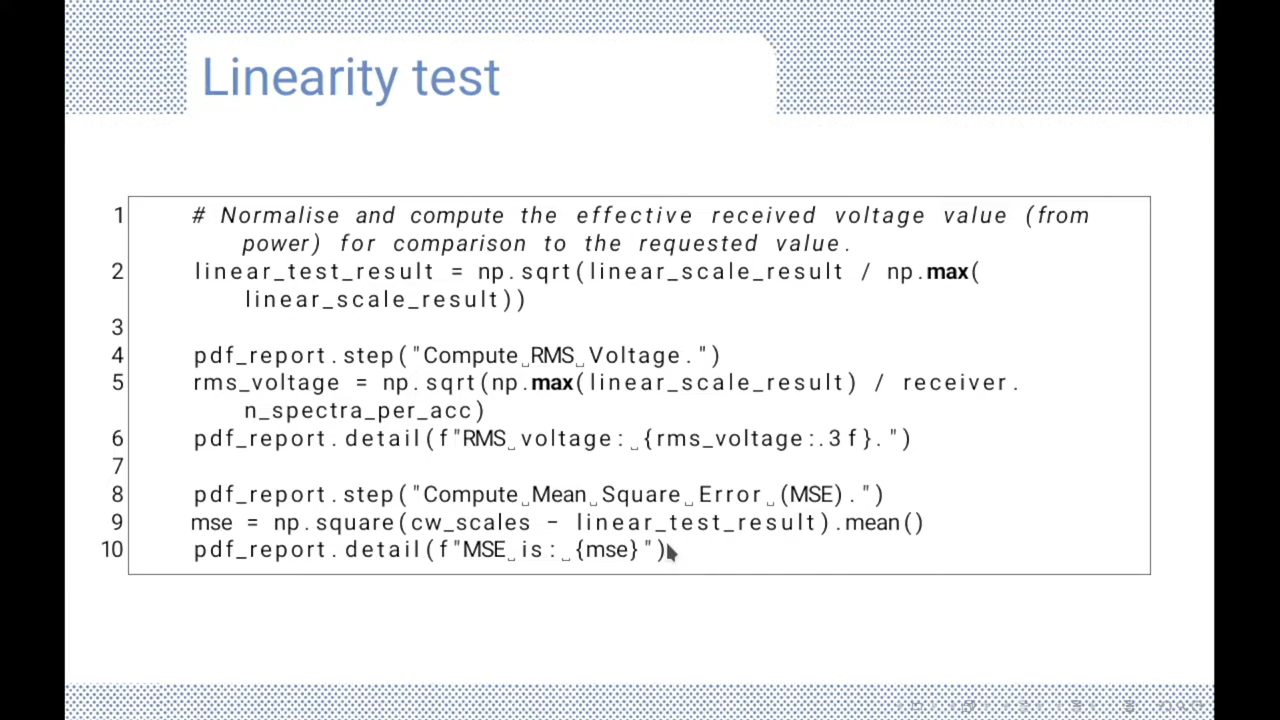 Linearity test
1 # Normalise and compute the effective received voltage value (from
power) for comparison to the requested value.
2 linear_test_result = np.sqrt(linear_scale_result / np.max(
linear_scale_result))
3
4 pdf_report.step("Compute␣RMS␣Voltage.")
5 rms_voltage = np.sqrt(np.max(linear_scale_result) / receiver.
n_spectra_per_acc)
6 pdf_report.detail(f"RMS␣voltage:␣{rms_voltage:.3f}.")
7
8 pdf_report.step("Compute␣Mean␣Square␣Error␣(MSE).")
9 mse = np.square(cw_scales - linear_test_result).mean()
10 pdf_report.detail(f"MSE␣is:␣{mse}")